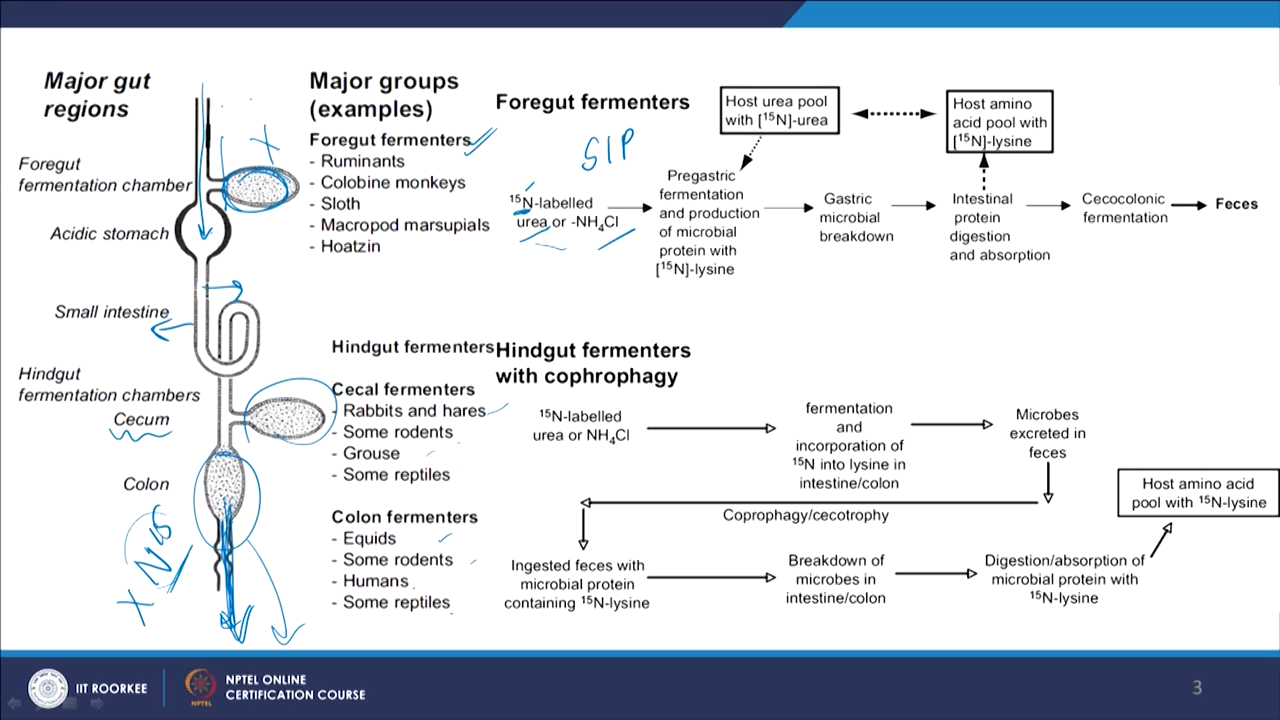 Major gut
regions
Foregut
fermentation chamber
Acidic stomach
Small intestine
Hindgut
fermentation chambers
Cecum
Colon
X N15
X
Major groups
(examples)
Foregut fermenters
- Ruminants
- Colobine monkeys
- Sloth
- Macropod marsupials
- Hoatzin
Hindgut fermenters
Cecal fermenters
- Rabbits and hares
- Some rodents
- Grouse
- Some reptiles
Colon fermenters
- Equids
- Some rodents
- Humans
- Some reptiles
Foregut fermenters
SIP
15N-labelled
urea or -NH4Cl
Host urea pool
with [15N]-urea
Pregastric
fermentation
and production
of microbial
protein with
[15N]-lysine
Gastric
microbial
breakdown
Host amino
acid pool with
[15N]-lysine
Intestinal
protein
digestion
and absorption
Cecocolonic
fermentation
Feces
Hindgut fermenters
with cophrophagy
15N-labelled
urea or NH4Cl
fermentation
and
incorporation of
15N into lysine in
intestine/colon
Microbes
excreted in
feces
Coprophagy/cecotrophy
Ingested feces with
microbial protein
containing 15N-lysine
Breakdown of
microbes in
intestine/colon
Digestion/absorption of
microbial protein with
15N-lysine
Host amino acid
pool with 15N-lysine
IIT ROORKEE
NPTEL
NPTEL ONLINE
CERTIFICATION COURSE
3